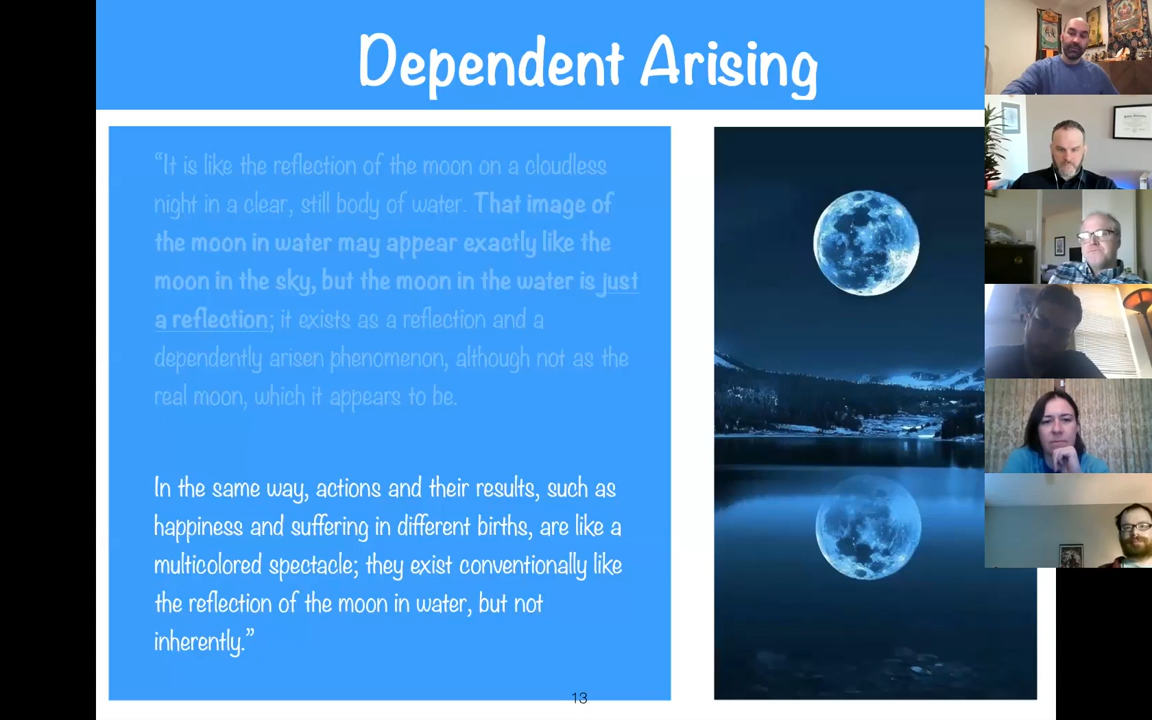 Dependent Arising
“It is like the reflection of the moon on a cloudless
night in a clear, still body of water. That image of
the moon in water may appear exactly like the
moon in the sky, but the moon in the water is just
a reflection; it exists as a reflection and a
dependently arisen phenomenon, although not as the
real moon, which it appears to be.
In the same way, actions and their results, such as
happiness and suffering in different births, are like a
multicolored spectacle; they exist conventionally like
the reflection of the moon in water, but not
inherently.”
13